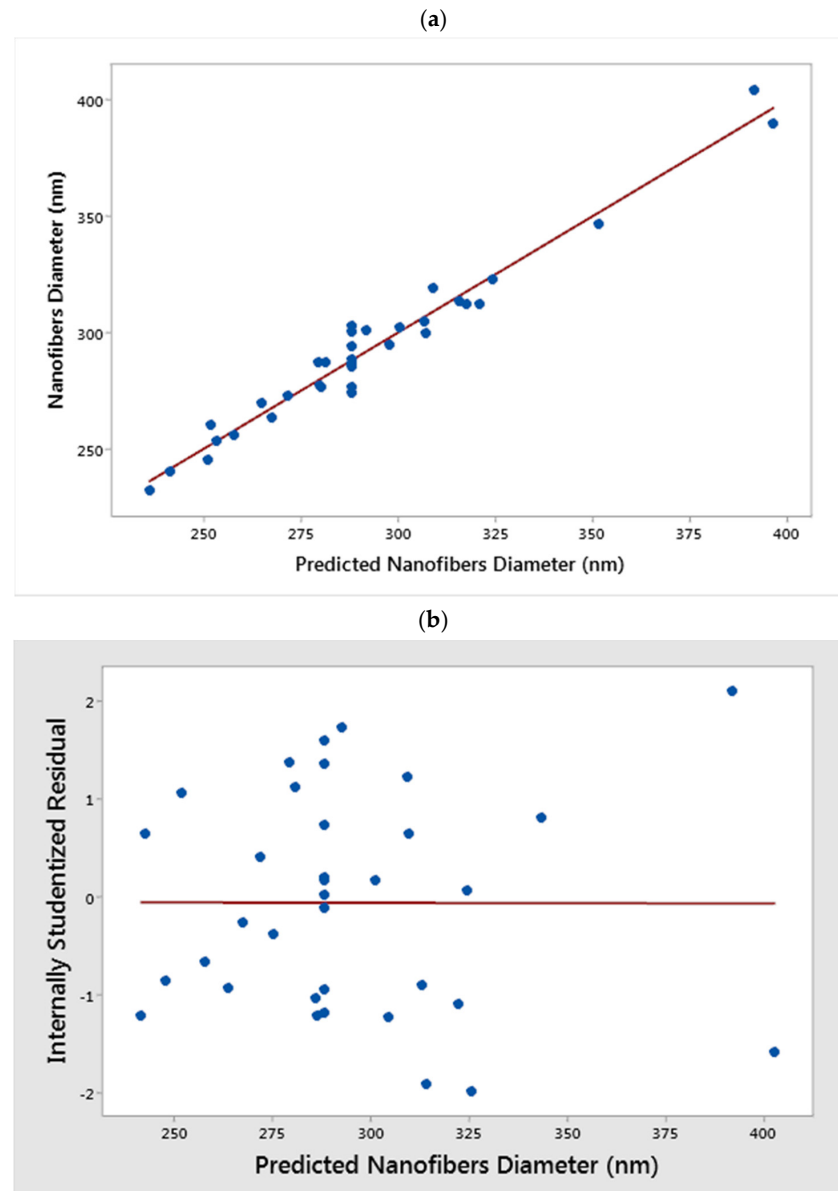 (a)
400
350
300
250
Nanofibers Diameter (nm)
250 275 300 325 350 375 400
Predicted Nanofibers Diameter (nm)
(b)
2
1
0
-1
-2
Internally Studentized Residual
250 275 300 325 350 375 400
Predicted Nanofibers Diameter (nm)